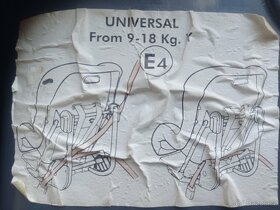 UNIVERSAL
From 9-18 Kg.
E4